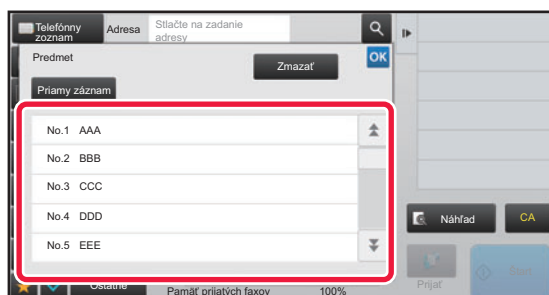 Telefónny
zoznam
Adresa
Stlačte na zadanie
adresy
Predmet
Zmazať
OK
Priamy záznam
No.1 AAA
No.2 BBB
No.3 CCC
No.4 DDD
No.5 EEE
Náhľad
CA
Ostatné
Pamäť prijatých faxov 100%
Prijať
Štart